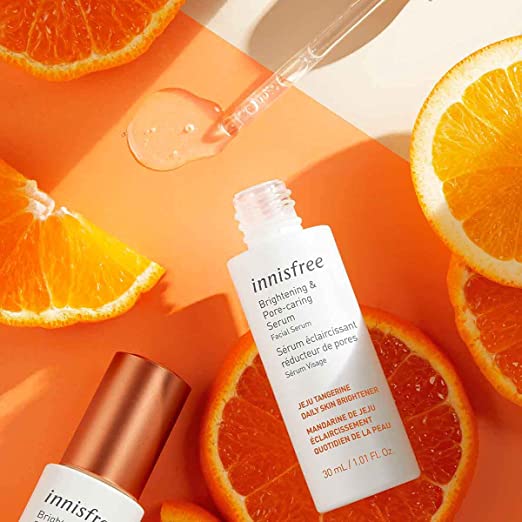 innisfree
Brightening &
Pore-caring
Serum
Facial Serum
Sérum éclaircissant
réducteur de pores
Sérum Visage
JEJU TANGERINE
DAILY SKIN BRIGHTENER
MANDARINE DE JEJU
ÉCLAIRCISSEMENT
QUOTIDIEN DE LA PEAU
30 mL / 1.01 Fl. Oz.
innisfree